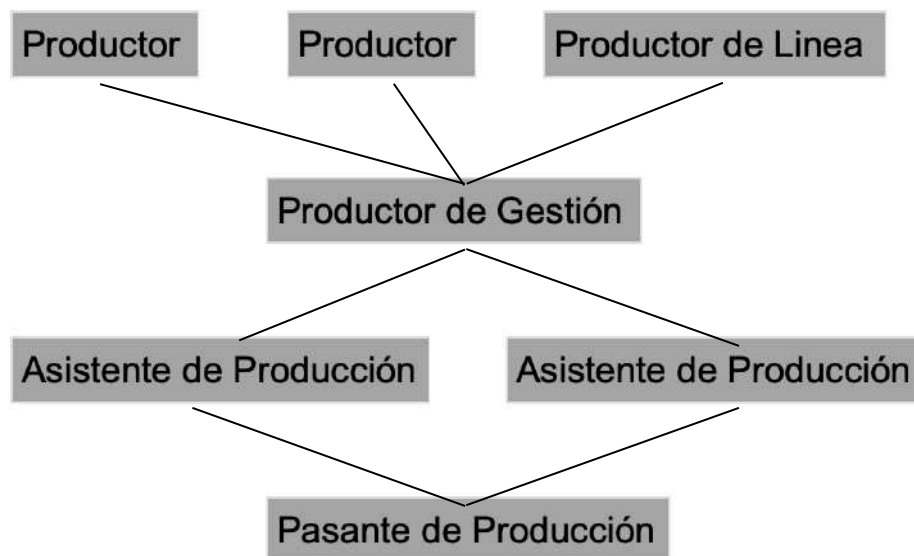 Productor
Productor
Productor de Linea
Productor de Gestión
Asistente de Producción
Asistente de Producción
Pasante de Producción